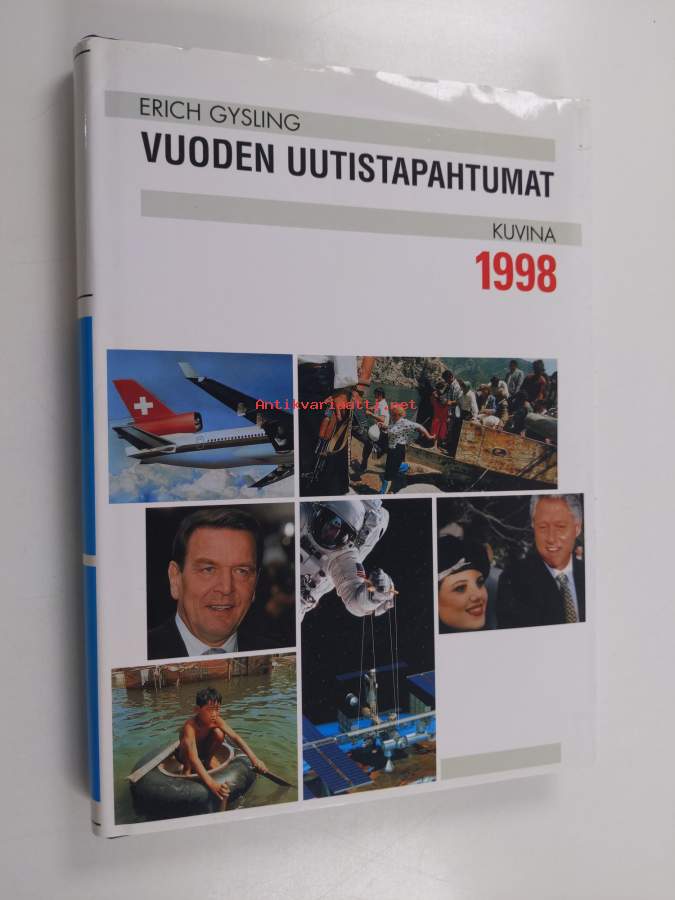 ERICH GYSLING
VUODEN UUTISTAPAHTUMAT
KUVINA
1998
Antikvariaatti.net